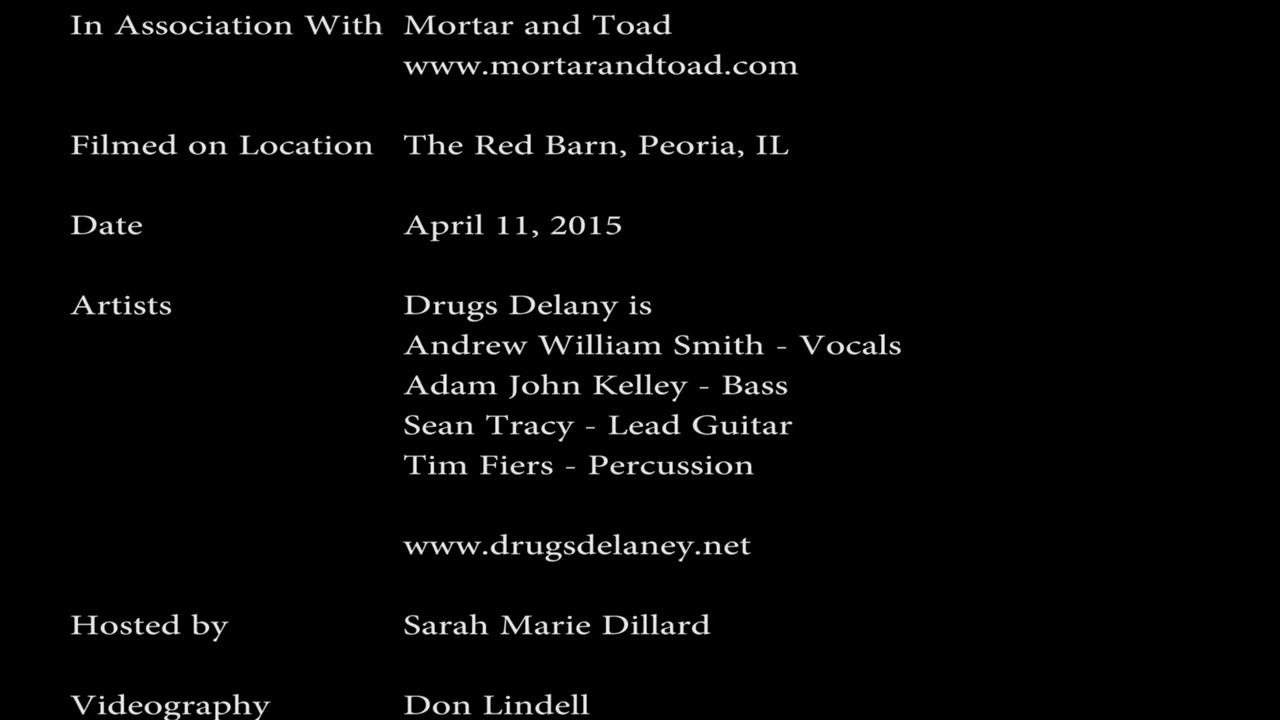 In Association With Mortar and Toad
www.mortarandtoad.com
Filmed on Location The Red Barn, Peoria, IL
Date April 11, 2015
Artists Drugs Delany is
Andrew William Smith - Vocals
Adam John Kelley - Bass
Sean Tracy - Lead Guitar
Tim Fiers - Percussion
www.drugsdelaney.net
Hosted by Sarah Marie Dillard
Videography Don Lindell